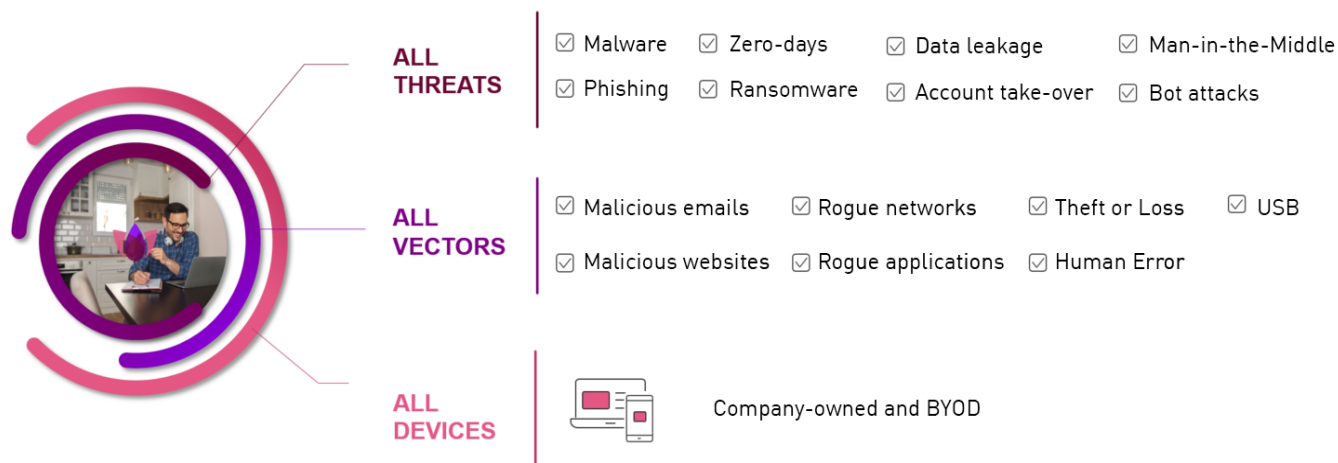 ALL THREATS
Malware Zero-days Data leakage Man-in-the-Middle
Phishing Ransomware Account take-over Bot attacks
ALL VECTORS
Malicious emails Rogue networks Theft or Loss USB
Malicious websites Rogue applications Human Error
ALL DEVICES
Company-owned and BYOD